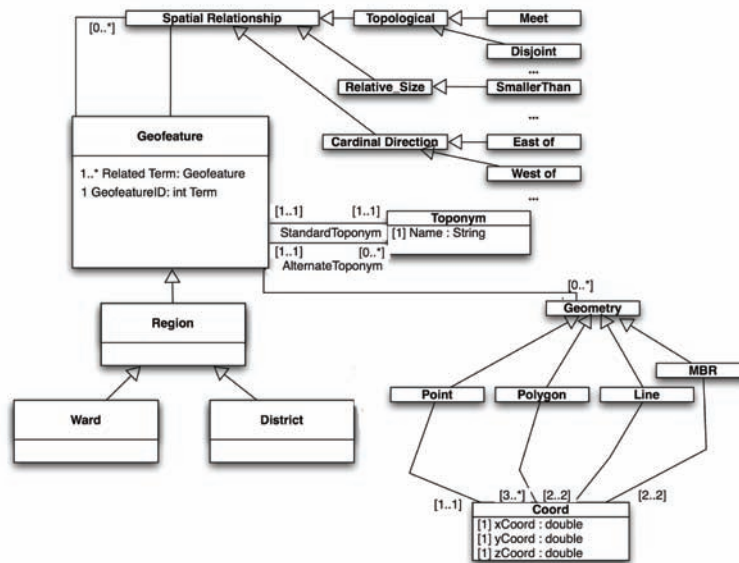 Spatial Relationship
Topological
Meet
[0..*]
Disjoint
...
Relative_Size
SmallerThan
...
Geofeature
Cardinal Direction
East of
West of
1..* Related Term: Geofeature
1 GeofeatureID: int Term
...
[1..1]
[1..1]
Toponym
StandardToponym
[1] Name : String
[1..1]
[0..*]
AlternateToponym
[0..*]
Geometry
Region
MBR
Point
Polygon
Line
Ward
District
[1..1]
[3..*]
[2..2]
[2..2]
Coord
[1] xCoord : double
[1] yCoord : double
[1] zCoord : double